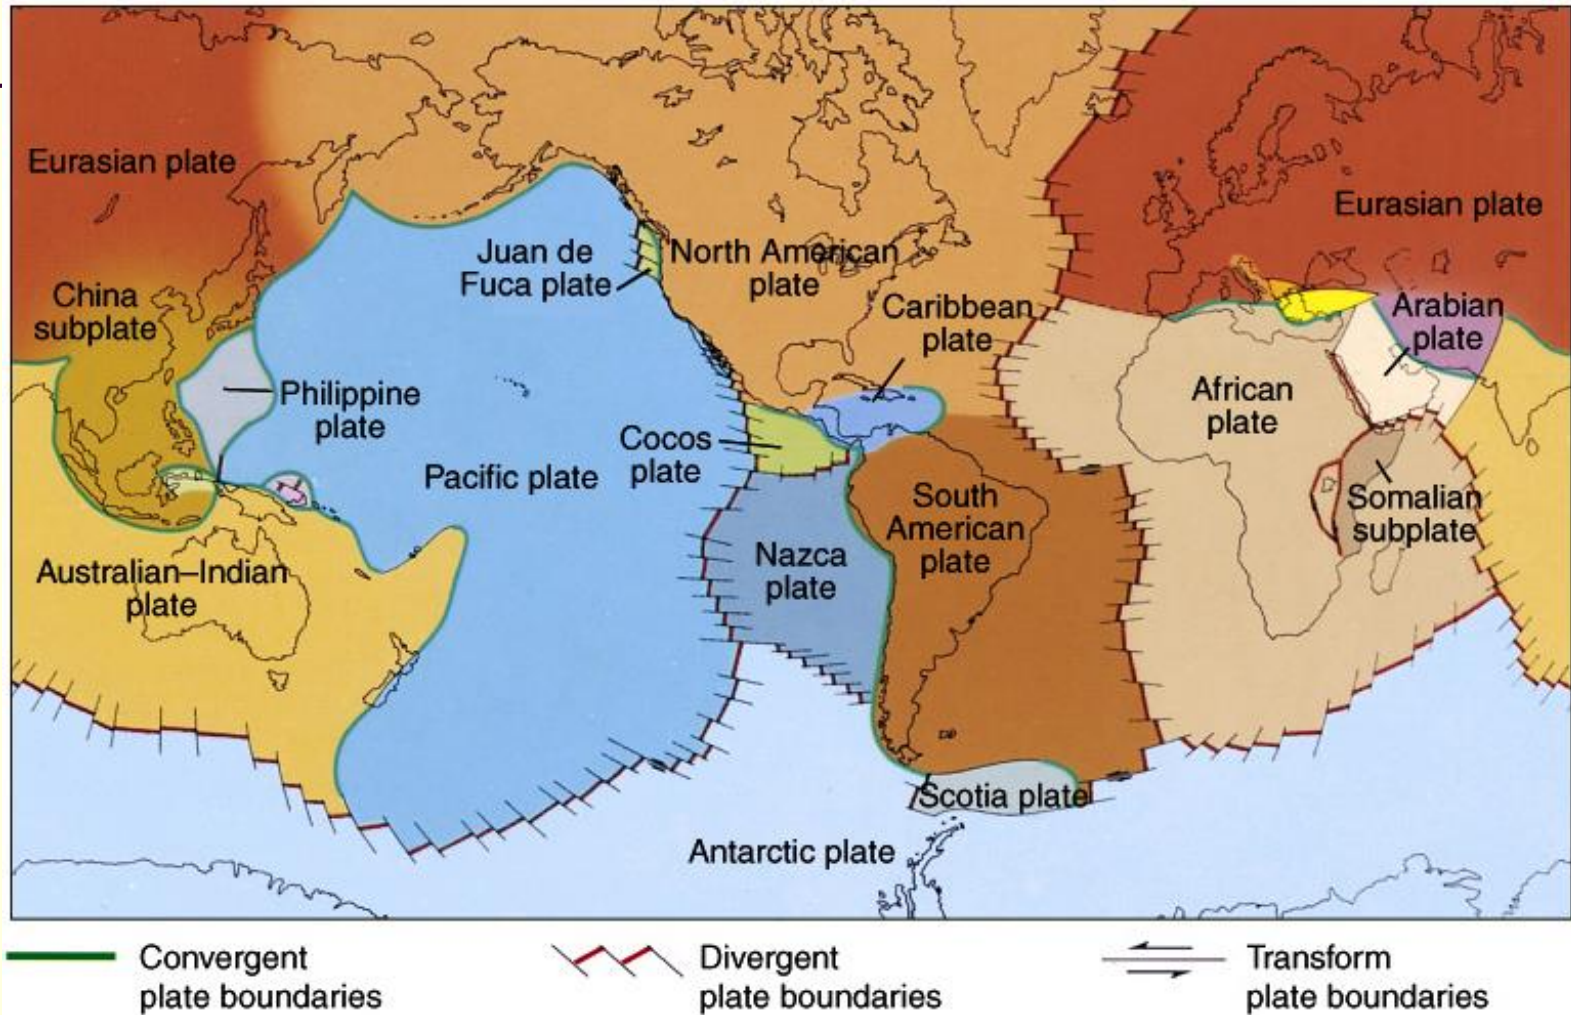 Eurasian plate
Eurasian plate
Juan de
Fuca plate
North American
plate
China
subplate
Caribbean
plate
Arabian
plate
Philippine
plate
African
plate
Cocos
plate
Pacific plate
South
American
plate
Somalian
subplate
Nazca
plate
Australian–Indian
plate
Scotia plate
Antarctic plate
Convergent
plate boundaries
Divergent
plate boundaries
Transform
plate boundaries